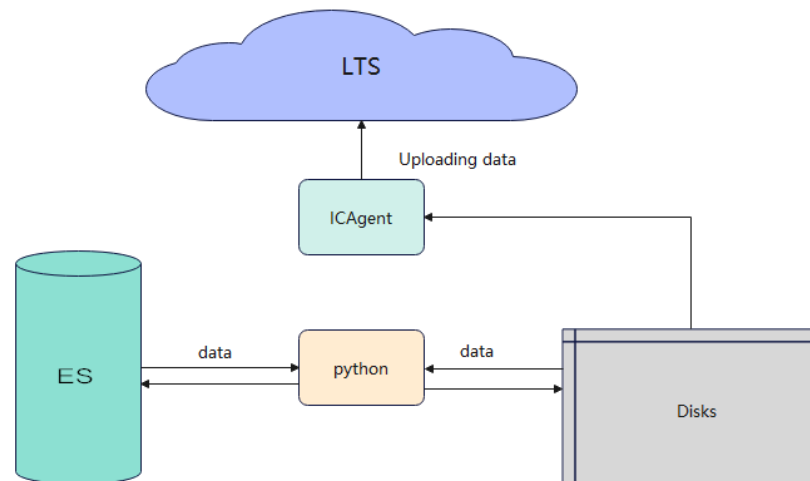 LTS
Uploading data
ICAgent
data
data
python
ES
Disks